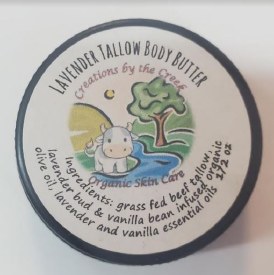 LAVENDER TALLOW BODY BUTTER
Creations by the Creek
Organic Skin Care
Ingredients: grass fed beef tallow,
lavender bud & vanilla bean infused organic
olive oil, lavender and vanilla essential oils
1/2 oz